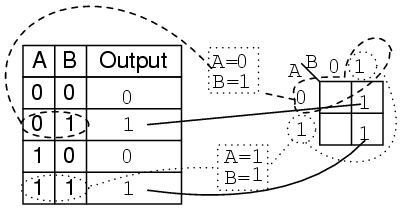 A B Output
0 0 0
0 1 1
1 0 0
1 1 1
A=0
B=1
A=1
B=1
A B 0 1
0 1
1 1